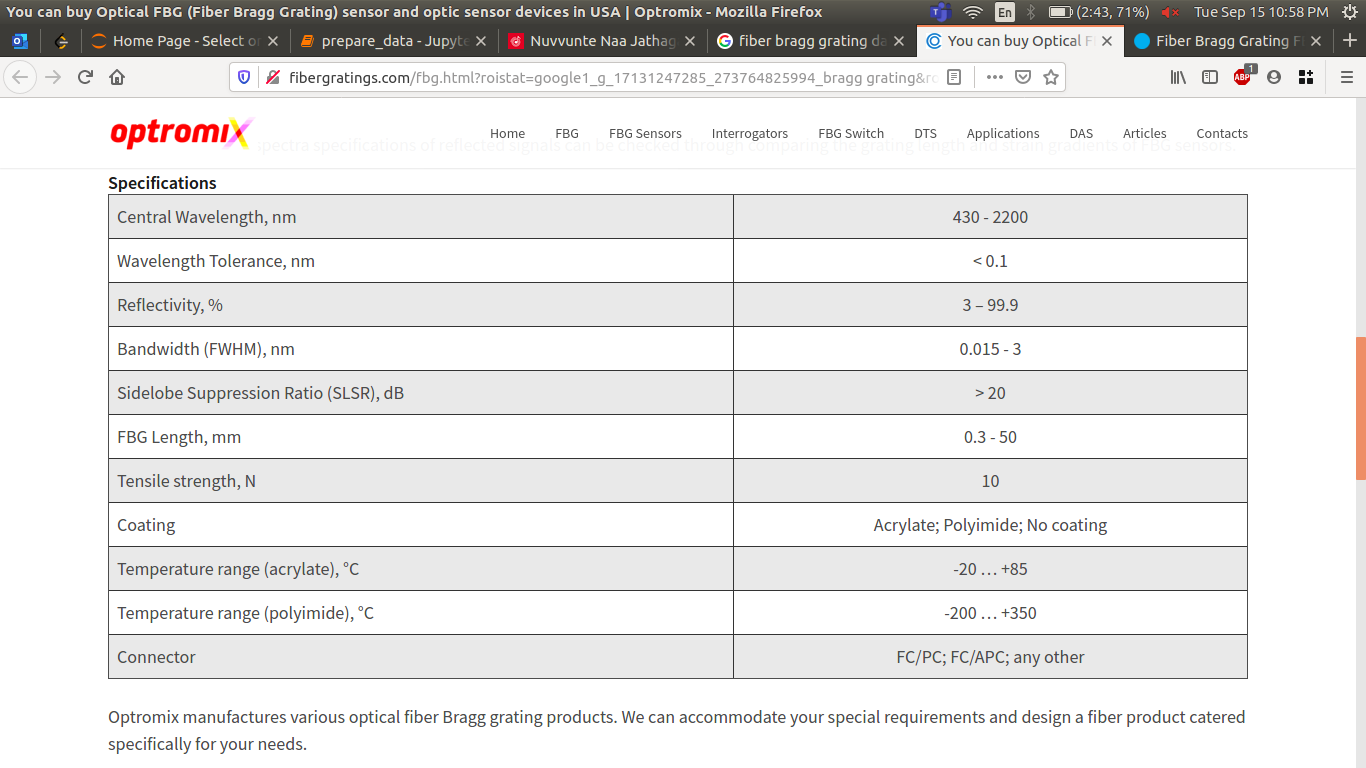 You can buy Optical FBG (Fiber Bragg Grating) sensor and optic sensor devices in USA | Optromix - Mozilla Firefox
En
(2:43, 71%)
Tue Sep 15 10:58 PM
Home Page - Select or
prepare_data - Jupyte
Nuvvunte Naa Jathag
fiber bragg grating da
You can buy Optical F
Fiber Bragg Grating F
fibergratings.com/fbg.html?roistat=google1_g_17131247285_273764825994_bragg grating&ro
ABP
1
optromix
Home
FBG
FBG Sensors
Interrogators
FBG Switch
DTS
Applications
DAS
Articles
Contacts
spectra specifications of reflected signals can be checked through comparing the grating length and strain gradients of FBG sensors.
Specifications
Central Wavelength, nm 430 - 2200
Wavelength Tolerance, nm < 0.1
Reflectivity, % 3 – 99.9
Bandwidth (FWHM), nm 0.015 - 3
Sidelobe Suppression Ratio (SLSR), dB > 20
FBG Length, mm 0.3 - 50
Tensile strength, N 10
Coating Acrylate; Polyimide; No coating
Temperature range (acrylate), °C -20 … +85
Temperature range (polyimide), °C -200 … +350
Connector FC/PC; FC/APC; any other
Optromix manufactures various optical fiber Bragg grating products. We can accommodate your special requirements and design a fiber product catered
specifically for your needs.